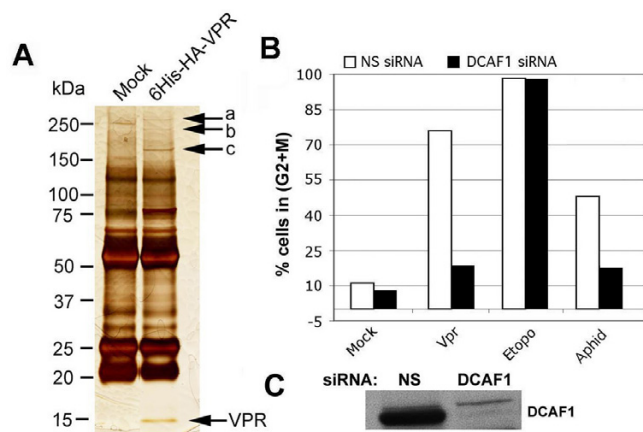 A
kDa
Mock
6His-HA-VPR
250
150
100
75
50
37
25
20
15
a
b
c
VPR
B
NS siRNA
DCAF1 siRNA
% cells in (G2+M)
100
85
70
55
40
25
10
-5
Mock
Vpr
Etopo
Aphid
C
siRNA: NS DCAF1
DCAF1